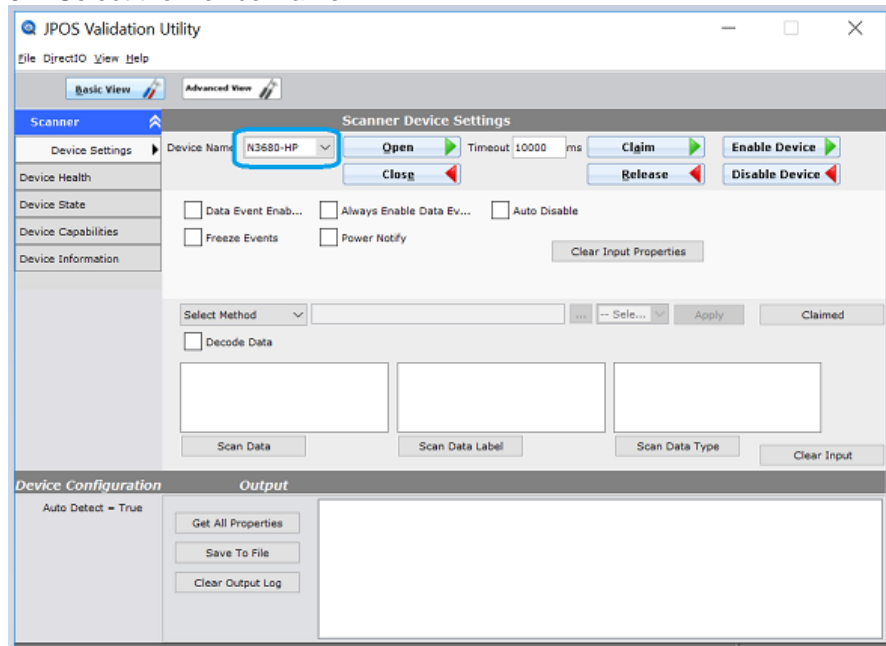 JPOS Validation Utility
File DirectIO View Help
Basic View Advanced View
Scanner Scanner Device Settings
Device Settings Device Name N3680-HP Open Timeout 10000 ms Claim Enable Device
Device Health Close Release Disable Device
Device State Data Event Enab... Always Enable Data Ev... Auto Disable
Device Capabilities Freeze Events Power Notify
Device Information Clear Input Properties
Select Method ... -- Sele... Apply Claimed
Decode Data
Scan Data Scan Data Label Scan Data Type Clear Input
Device Configuration Output
Auto Detect = True
Get All Properties
Save To File
Clear Output Log